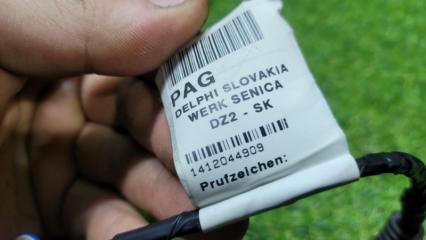 PAG
DELPHI SLOVAKIA
WERK SENICA
DZ2 - SK
1412044909
Prufzeichen: